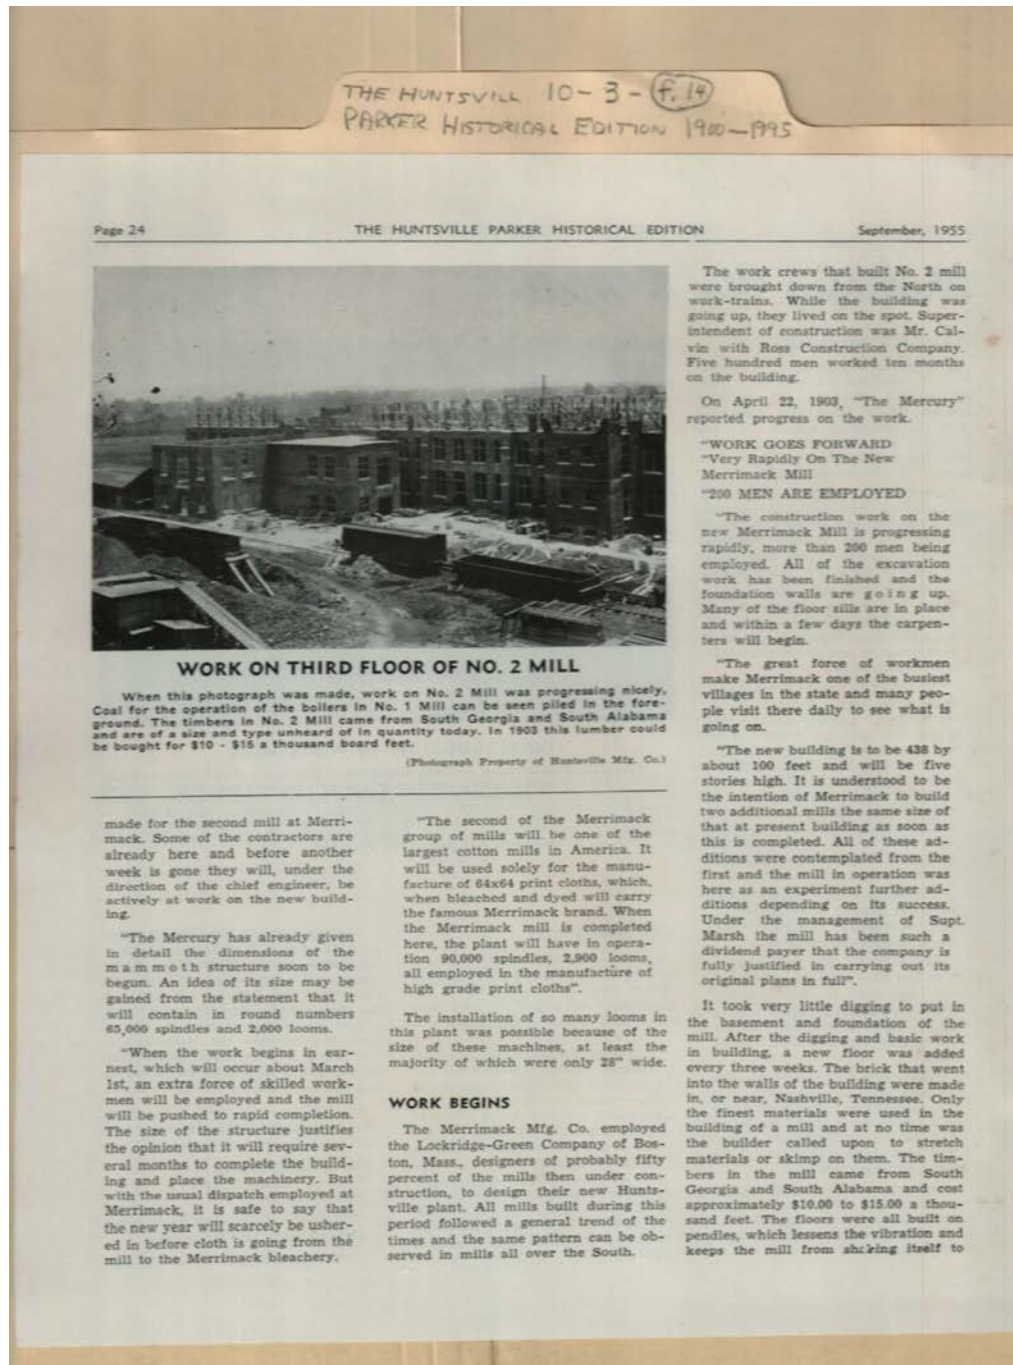 THE HUNTSVILL 10-3-f.14
PARKER HISTORICAL EDITION 1900-1995
Page 24
THE HUNTSVILLE PARKER HISTORICAL EDITION
September, 1955
WORK ON THIRD FLOOR OF NO. 2 MILL
When this photograph was made, work on No. 2 Mill was progressing nicely.
Coal for the operation of the boilers in No. 1 Mill can be seen piled in the fore-
ground. The timbers in No. 2 Mill came from South Georgia and South Alabama
and are of a size and type unheard of in quantity today. In 1903 this lumber could
be bought for $10 - $15 a thousand board feet.
(Photograph Property of Huntsville Mfg. Co.)
made for the second mill at Merri-
mack. Some of the contractors are
already here and before another
week is gone they will, under the
direction of the chief engineer, be
actively at work on the new build-
ing.
"The Mercury has already given
in detail the dimensions of the
mammoth structure soon to be
begun. An idea of its size may be
gained from the statement that it
will contain in round numbers
65,000 spindles and 2,000 looms.
"When the work begins in ear-
nest, which will occur about March
1st, an extra force of skilled work-
men will be employed and the mill
will be pushed to rapid completion.
The size of the structure justifies
the opinion that it will require sev-
eral months to complete the build-
ing and place the machinery. But
with the usual dispatch employed at
Merrimack, it is safe to say that
the new year will scarcely be usher-
ed in before cloth is going from the
mill to the Merrimack bleachery.
"The second of the Merrimack
group of mills will be one of the
largest cotton mills in America. It
will be used solely for the manu-
facture of 64x64 print cloths, which,
when bleached and dyed will carry
the famous Merrimack brand. When
the Merrimack mill is completed
here, the plant will have in opera-
tion 90,000 spindles, 2,900 looms,
all employed in the manufacture of
high grade print cloths".
The installation of so many looms in
this plant was possible because of the
size of these machines, at least the
majority of which were only 28" wide.
WORK BEGINS
The Merrimack Mfg. Co. employed
the Lockridge-Green Company of Bos-
ton, Mass., designers of probably fifty
percent of the mills then under con-
struction, to design their new Hunts-
ville plant. All mills built during this
period followed a general trend of the
times and the same pattern can be ob-
served in mills all over the South.
The work crews that built No. 2 mill
were brought down from the North on
work-trains. While the building was
going up, they lived on the spot. Super-
intendent of construction was Mr. Cal-
vin with Ross Construction Company.
Five hundred men worked ten months
on the building.
On April 22, 1903, "The Mercury"
reported progress on the work.
"WORK GOES FORWARD
"Very Rapidly On The New
Merrimack Mill
"200 MEN ARE EMPLOYED
"The construction work on the
new Merrimack Mill is progressing
rapidly, more than 200 men being
employed. All of the excavation
work has been finished and the
foundation walls are going up.
Many of the floor sills are in place
and within a few days the carpen-
ters will begin.
"The great force of workmen
make Merrimack one of the busiest
villages in the state and many peo-
ple visit there daily to see what is
going on.
"The new building is to be 438 by
about 100 feet and will be five
stories high. It is understood to be
the intention of Merrimack to build
two additional mills the same size of
that at present building as soon as
this is completed. All of these ad-
ditions were contemplated from the
first and the mill in operation was
here as an experiment further ad-
ditions depending on its success.
Under the management of Supt.
Marsh the mill has been such a
dividend payer that the company is
fully justified in carrying out its
original plans in full".
It took very little digging to put in
the basement and foundation of the
mill. After the digging and basic work
in building, a new floor was added
every three weeks. The brick that went
into the walls of the building were made
in, or near, Nashville, Tennessee. Only
the finest materials were used in the
building of a mill and at no time was
the builder called upon to stretch
materials or skimp on them. The tim-
bers in the mill came from South
Georgia and South Alabama and cost
approximately $10.00 to $15.00 a thou-
sand feet. The floors were all built on
pendles, which lessens the vibration and
keeps the mill from shaking itself to